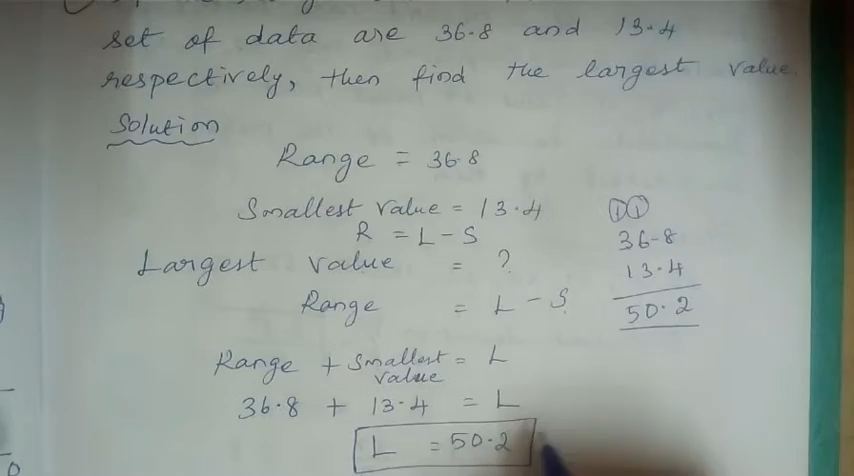 set of data are 36.8 and 13.4
respectively, then find the largest value.
Solution
Range = 36.8
Smallest value = 13.4
R = L - S
Largest value = ?
Range = L - S
Range + Smallest value = L
36.8 + 13.4 = L
L = 50.2
1 1
36.8
13.4
50.2